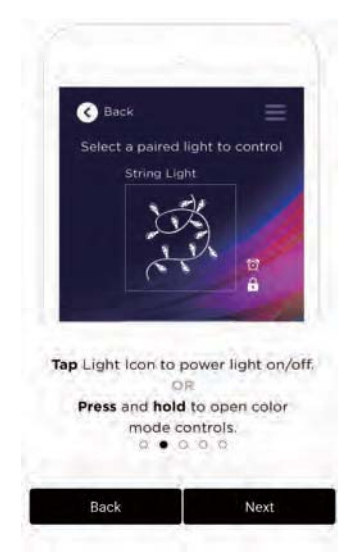 Back
Select a paired light to control
String Light
Tap Light Icon to power light on/off.
OR
Press and hold to open color
mode controls.
Back Next